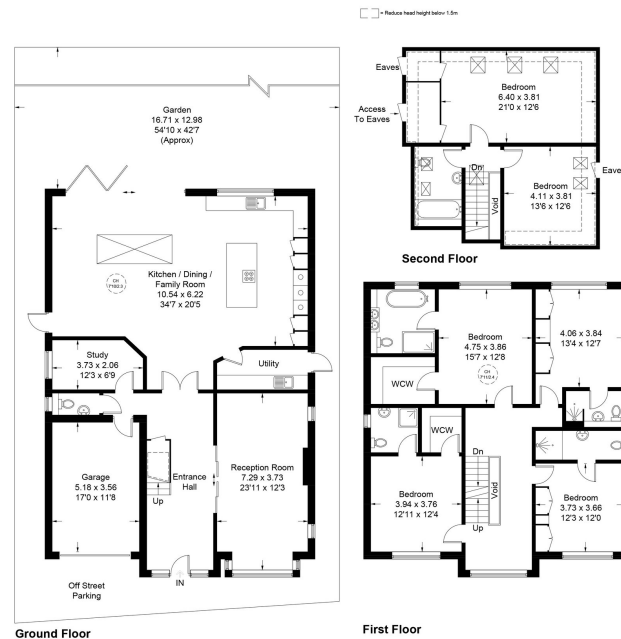 = Reduce head height below 1.5m
Eaves
Bedroom
6.40 x 3.81
21'0 x 12'6
Access
To Eaves
Dn
Bedroom
4.11 x 3.81
13'6 x 12'6
Void
Eave
Second Floor
Garden
16.71 x 12.98
54'10 x 42'7
(Approx)
Kitchen / Dining /
Family Room
10.54 x 6.22
34'7 x 20'5
CH
Study
3.73 x 2.06
12'3 x 6'9
Utility
Garage
5.18 x 3.56
17'0 x 11'8
Entrance
Hall
Up
Reception Room
7.29 x 3.73
23'11 x 12'3
Off Street
Parking
IN
Ground Floor
Bedroom
4.75 x 3.86
15'7 x 12'8
CH
4.06 x 3.84
13'4 x 12'7
WCW
WCW
Dn
Void
Up
Bedroom
3.94 x 3.76
12'11 x 12'4
Bedroom
3.73 x 3.66
12'3 x 12'0
First Floor